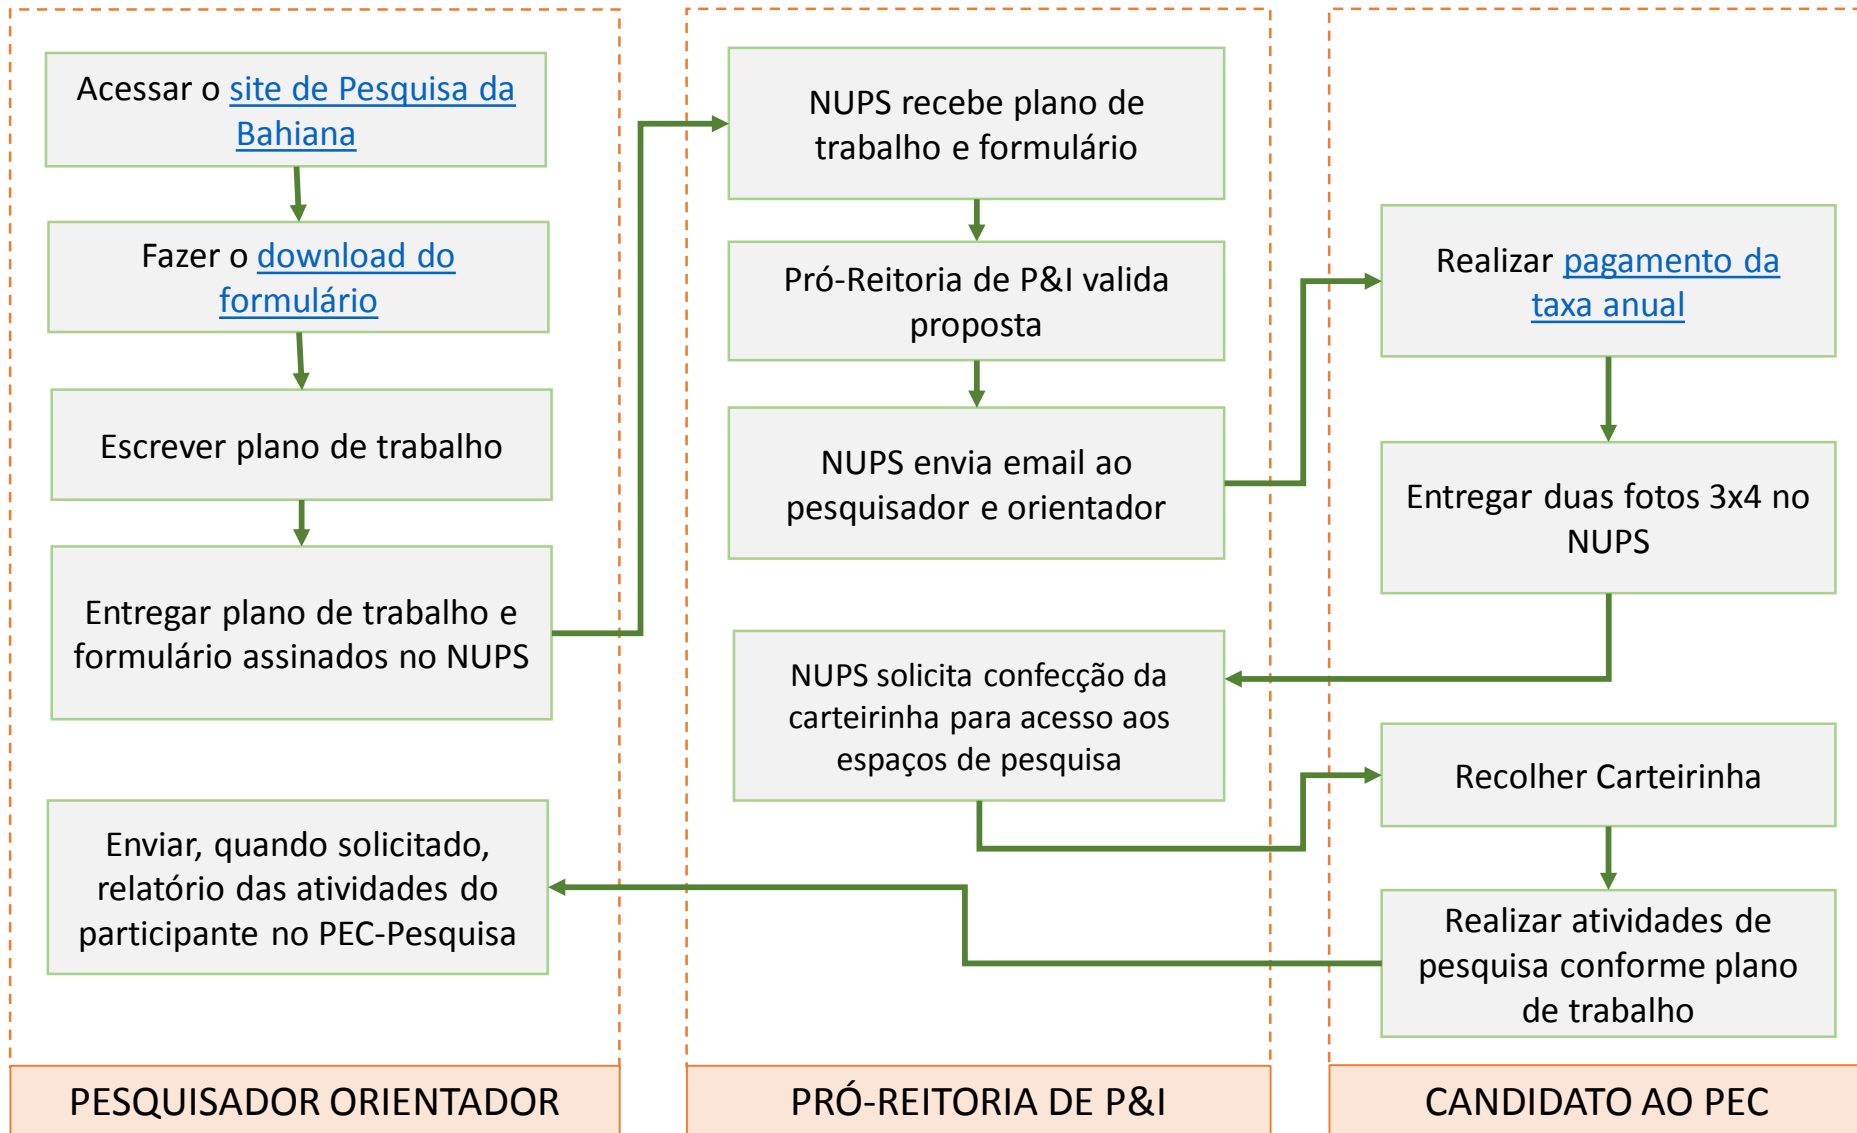 Acessar o site de Pesquisa da
Bahiana
Fazer o download do
formulário
Escrever plano de trabalho
Entregar plano de trabalho e
formulário assinados no NUPS
Enviar, quando solicitado,
relatório das atividades do
participante no PEC-Pesquisa
PESQUISADOR ORIENTADOR
NUPS recebe plano de
trabalho e formulário
Pró-Reitoria de P&I valida
proposta
NUPS envia email ao
pesquisador e orientador
NUPS solicita confecção da
carteirinha para acesso aos
espaços de pesquisa
PRÓ-REITORIA DE P&I
Realizar pagamento da
taxa anual
Entregar duas fotos 3x4 no
NUPS
Recolher Carteirinha
Realizar atividades de
pesquisa conforme plano
de trabalho
CANDIDATO AO PEC